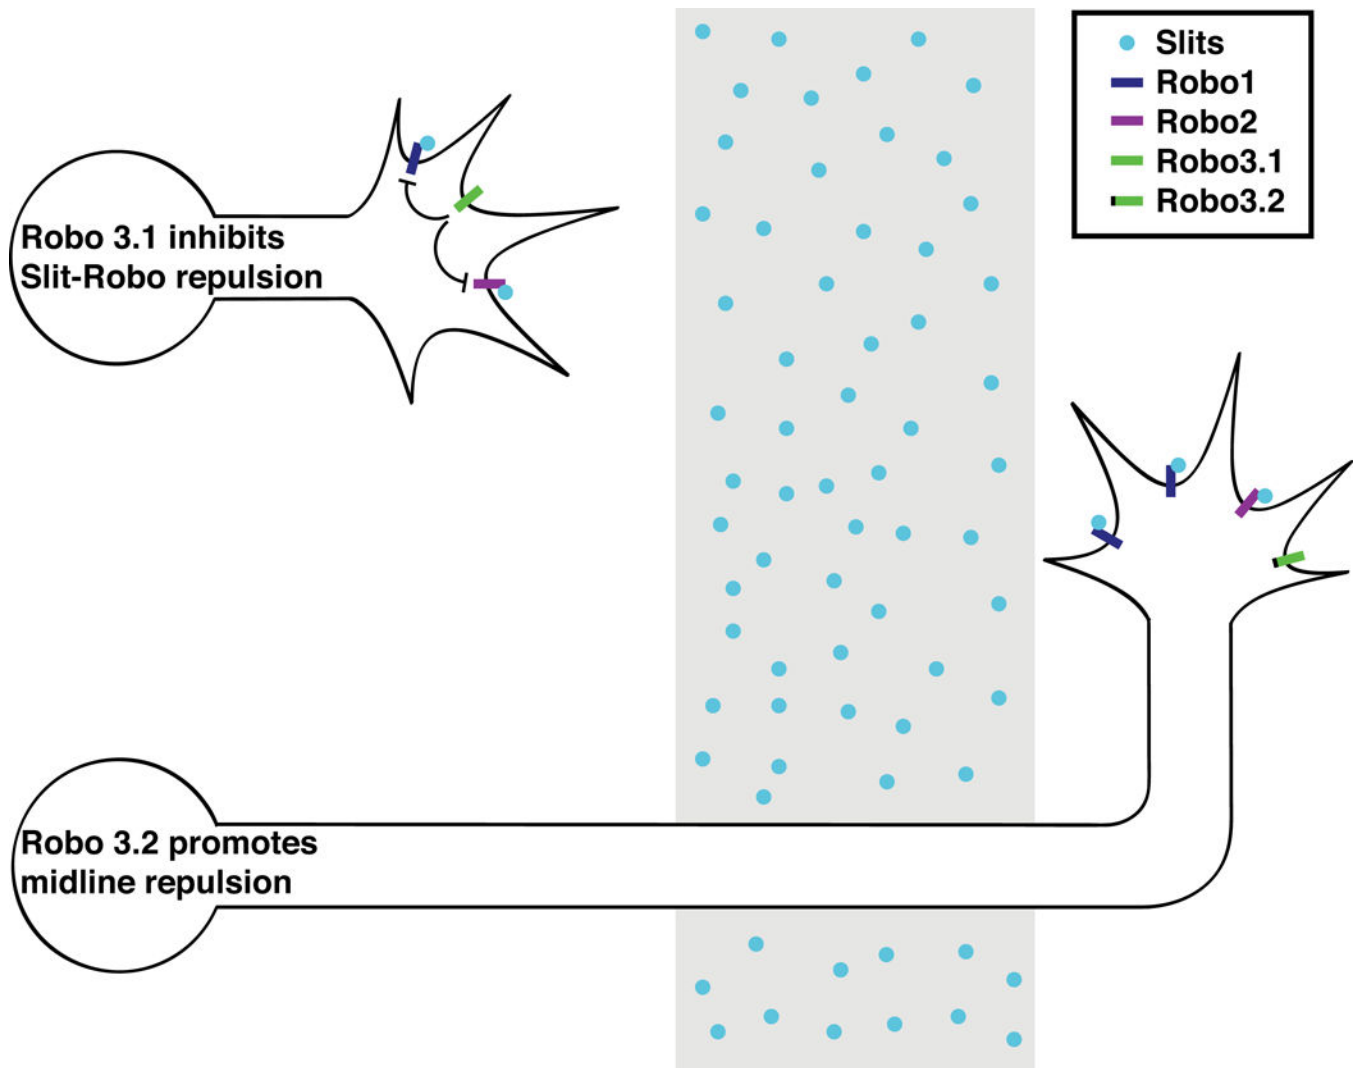 Slits
Robo1
Robo2
Robo3.1
Robo3.2
Robo 3.1 inhibits
Slit-Robo repulsion
Robo 3.2 promotes
midline repulsion